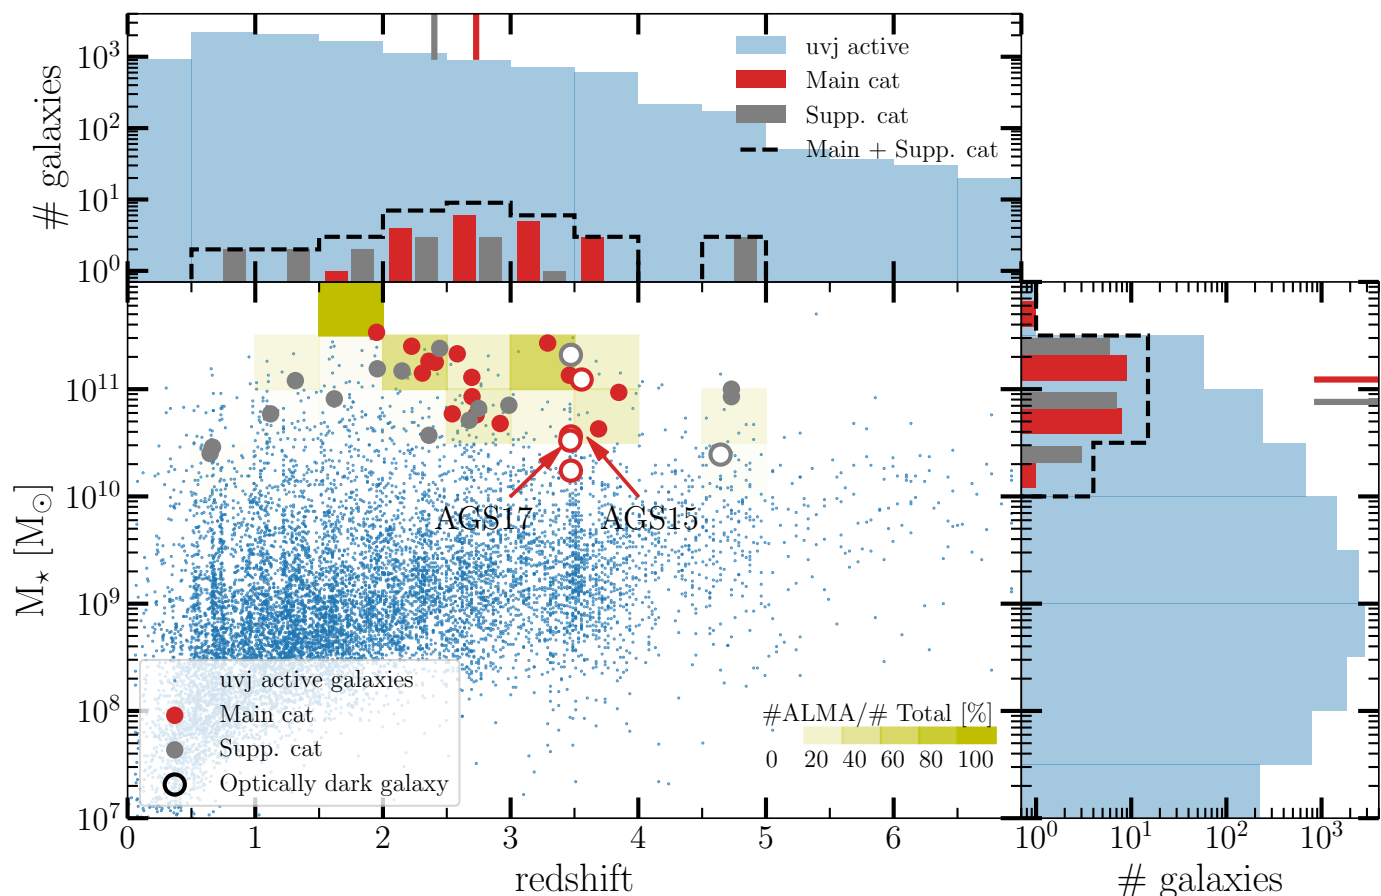 10³
10²
10¹
10⁰
# galaxies
uvj active
Main cat
Supp. cat
Main + Supp. cat
10¹¹
10¹⁰
10⁹
10⁸
10⁷
M⋆ [M⊙]
AGS17
AGS15
uvj active galaxies
Main cat
Supp. cat
Optically dark galaxy
#ALMA/# Total [%]
0 20 40 60 80 100
0 1 2 3 4 5 6
redshift
10⁰ 10¹ 10² 10³
# galaxies